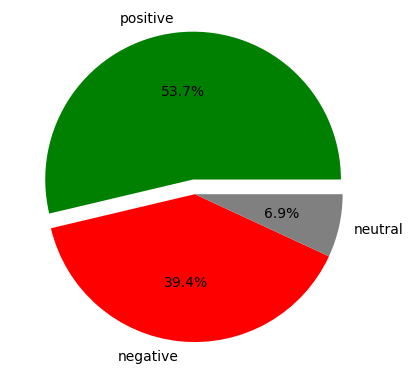 positive
53.7%
6.9%
neutral
39.4%
negative